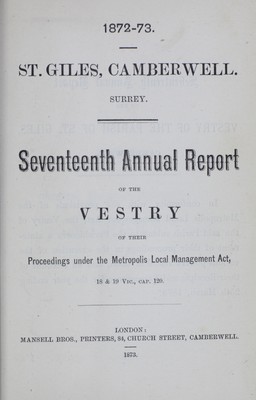 1872-73.
ST. GILES, CAMBERWELL.
SURREY.
Seventeenth Annual Report
OF THE
VESTRY
OF THEIR
Proceedings under the Metropolis Local Management Act,
18 & 19 VIC., CAP. 120.
LONDON:
MANSELL BROS., PRINTERS, 84, CHURCH STREET, CAMBERWELL.
1873.